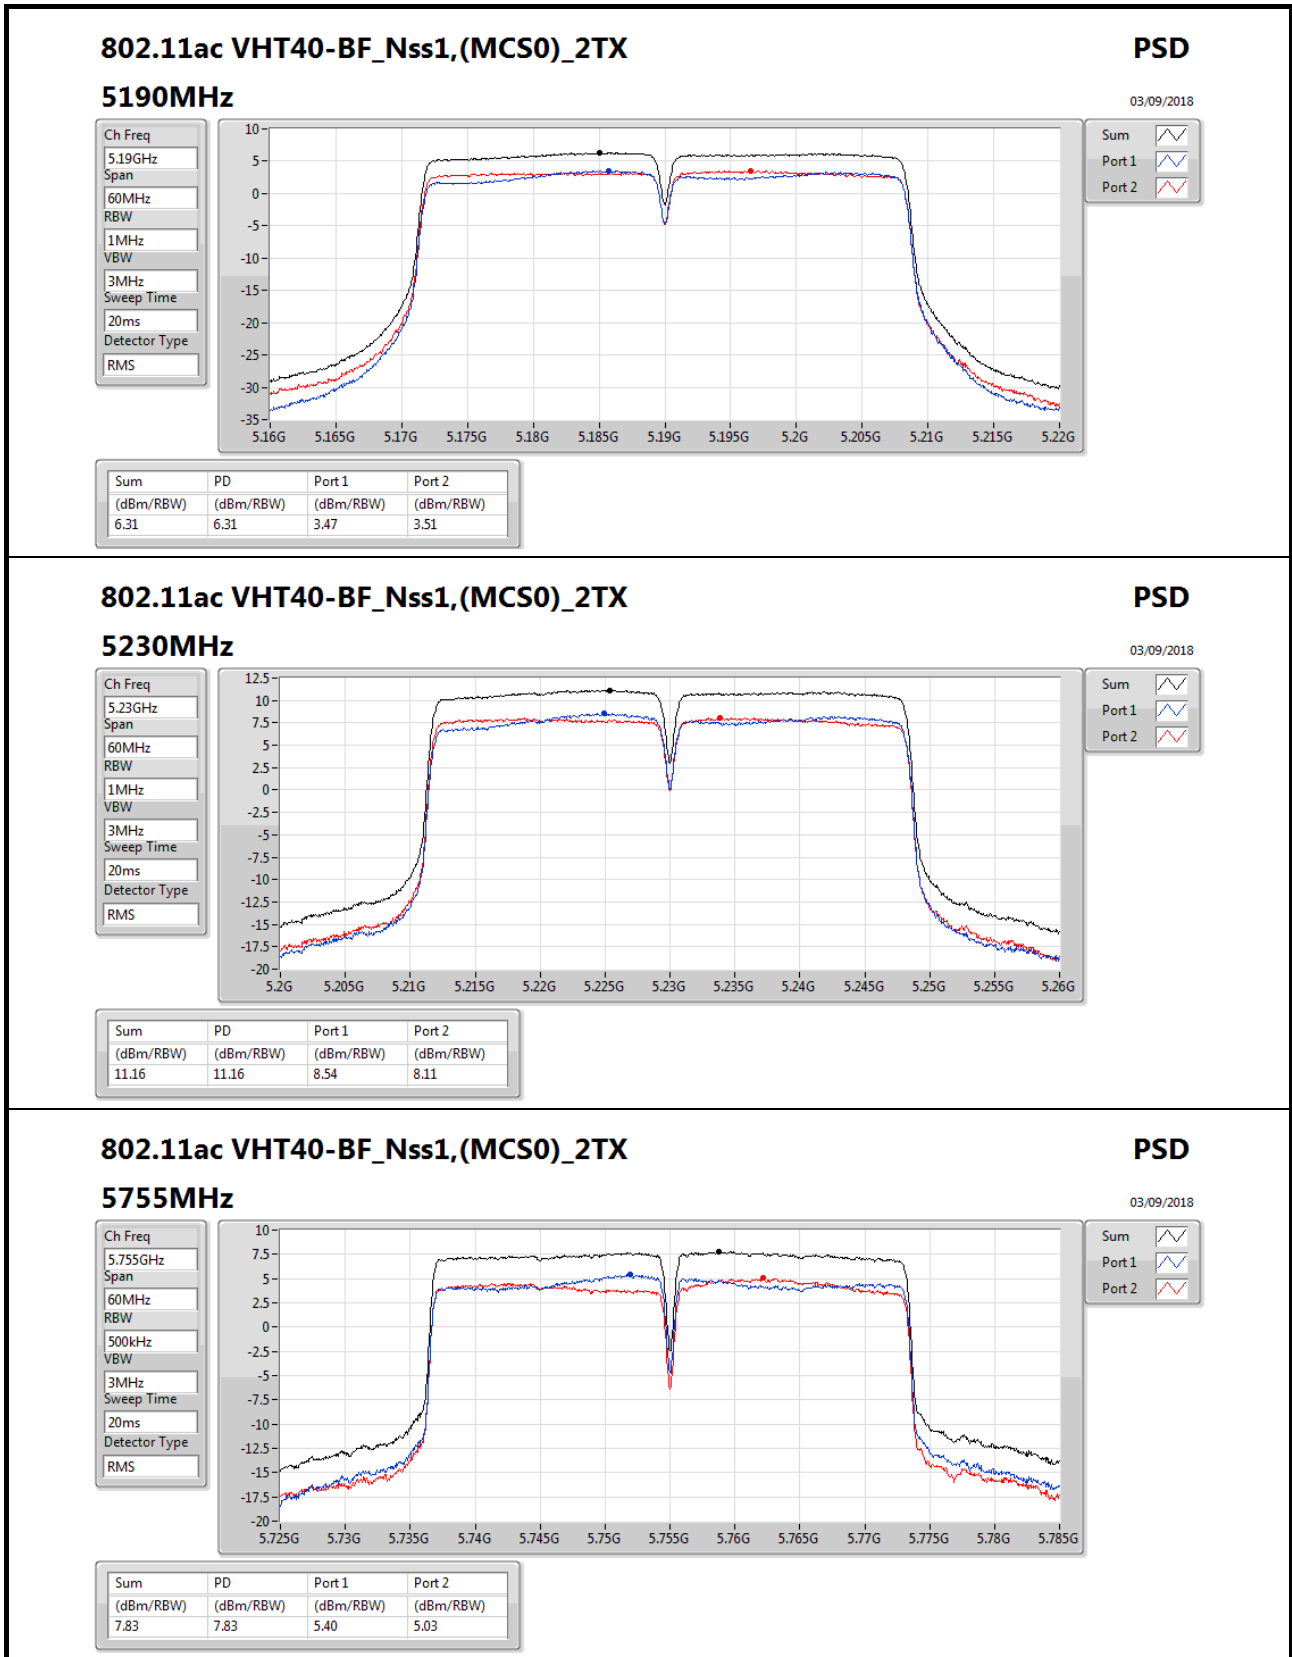 802.11ac VHT40-BF_Nss1,(MCS0)_2TX PSD
5190MHz 03/09/2018
Ch Freq
5.19GHz
Span
60MHz
RBW
1MHz
VBW
3MHz
Sweep Time
20ms
Detector Type
RMS
10
5
0
-5
-10
-15
-20
-25
-30
-35
5.16G 5.165G 5.17G 5.175G 5.18G 5.185G 5.19G 5.195G 5.2G 5.205G 5.21G 5.215G 5.22G
Sum
Port 1
Port 2
Sum PD Port 1 Port 2
(dBm/RBW) (dBm/RBW) (dBm/RBW) (dBm/RBW)
6.31 6.31 3.47 3.51
802.11ac VHT40-BF_Nss1,(MCS0)_2TX PSD
5230MHz 03/09/2018
Ch Freq
5.23GHz
Span
60MHz
RBW
1MHz
VBW
3MHz
Sweep Time
20ms
Detector Type
RMS
12.5
10
7.5
5
2.5
0
-2.5
-5
-7.5
-10
-12.5
-15
-17.5
-20
5.2G 5.205G 5.21G 5.215G 5.22G 5.225G 5.23G 5.235G 5.24G 5.245G 5.25G 5.255G 5.26G
Sum
Port 1
Port 2
Sum PD Port 1 Port 2
(dBm/RBW) (dBm/RBW) (dBm/RBW) (dBm/RBW)
11.16 11.16 8.54 8.11
802.11ac VHT40-BF_Nss1,(MCS0)_2TX PSD
5755MHz 03/09/2018
Ch Freq
5.755GHz
Span
60MHz
RBW
500kHz
VBW
3MHz
Sweep Time
20ms
Detector Type
RMS
10
7.5
5
2.5
0
-2.5
-5
-7.5
-10
-12.5
-15
-17.5
-20
5.725G 5.73G 5.735G 5.74G 5.745G 5.75G 5.755G 5.76G 5.765G 5.77G 5.775G 5.78G 5.785G
Sum
Port 1
Port 2
Sum PD Port 1 Port 2
(dBm/RBW) (dBm/RBW) (dBm/RBW) (dBm/RBW)
7.83 7.83 5.40 5.03